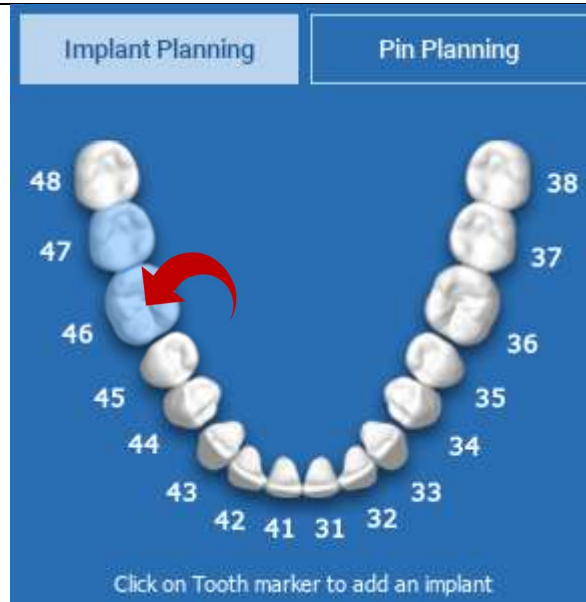 Implant Planning Pin Planning
48 38
47 37
46 36
45 35
44 34
43 33
42 41 31 32
Click on Tooth marker to add an implant